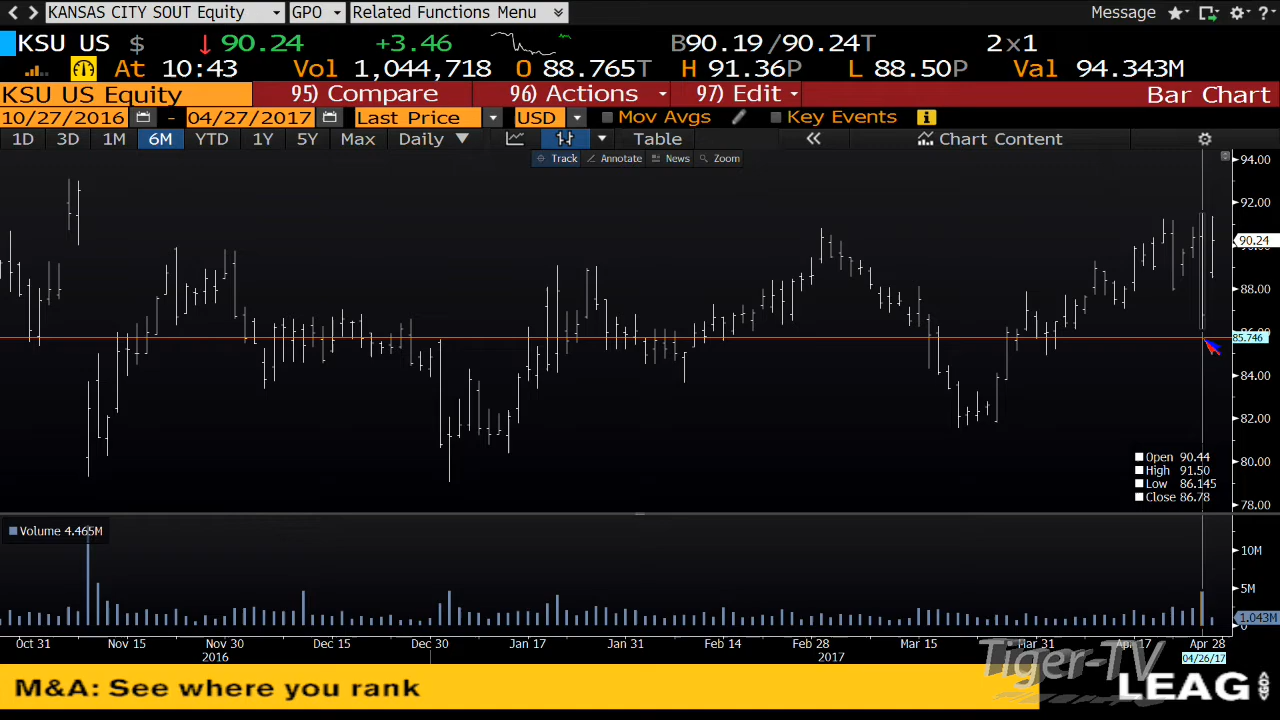 KANSAS CITY SOUT Equity GPO Related Functions Menu Message ?
KSU US $ ↓ 90.24 +3.46 B90.19 /90.24T 2x1
At 10:43 Vol 1,044,718 O 88.765T H 91.36P L 88.50P Val 94.343M
KSU US Equity 95) Compare 96) Actions 97) Edit Bar Chart
10/27/2016 - 04/27/2017 Last Price USD Mov Avgs Key Events i
1D 3D 1M 6M YTD 1Y 5Y Max Daily ▼ Table « Chart Content
Track Annotate News Zoom
94.00
92.00
90.24
90.00
88.00
86.00
85.746
84.00
82.00
80.00
78.00
Open 90.44
High 91.50
Low 86.145
Close 86.78
Volume 4.465M
10M
5M
1.043M
0
Oct 31 Nov 15 Nov 30 Dec 15 Dec 30 Jan 17 Jan 31 Feb 14 Feb 28 Mar 15 Mar 31 Apr 17 Apr 28
2016 2017 04/26/17
Tiger-TV
M&A: See where you rank LEAG <GO>